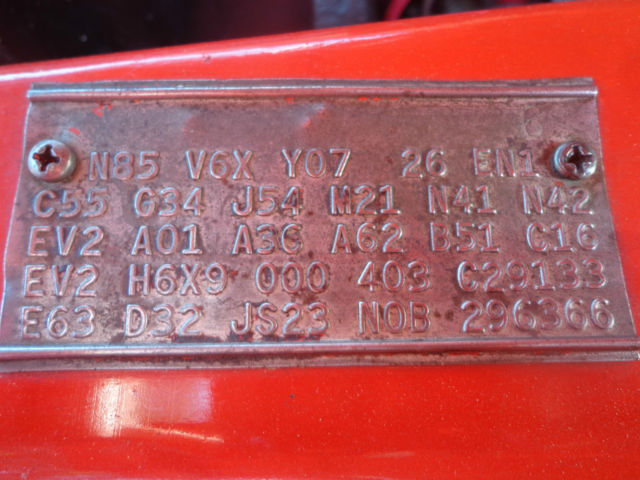 N85 V6X Y07 26 EN1
C55 G34 J54 M21 N41 N42
EV2 A01 A3G A62 B51 C16
EV2 H6X9 000 403 C29133
E63 D32 JS23 N0B 296366